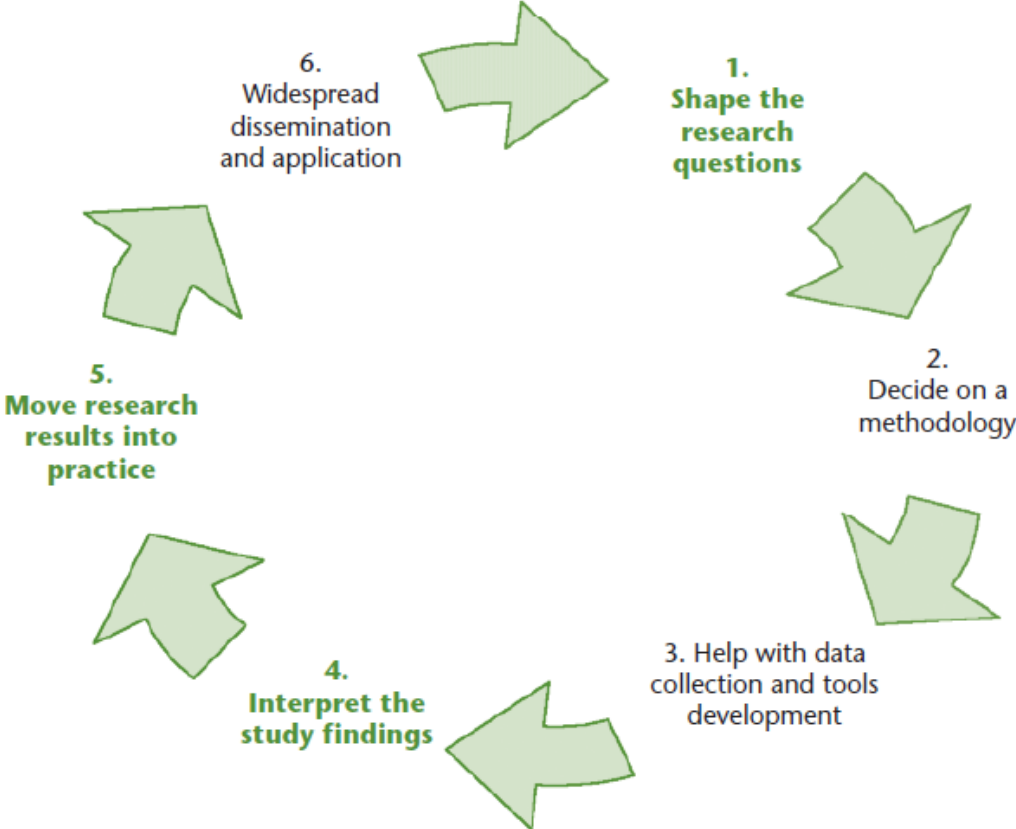 1.
Shape the
research
questions
2.
Decide on a
methodology
3. Help with data
collection and tools
development
4.
Interpret the
study findings
5.
Move research
results into
practice
6.
Widespread
dissemination
and application